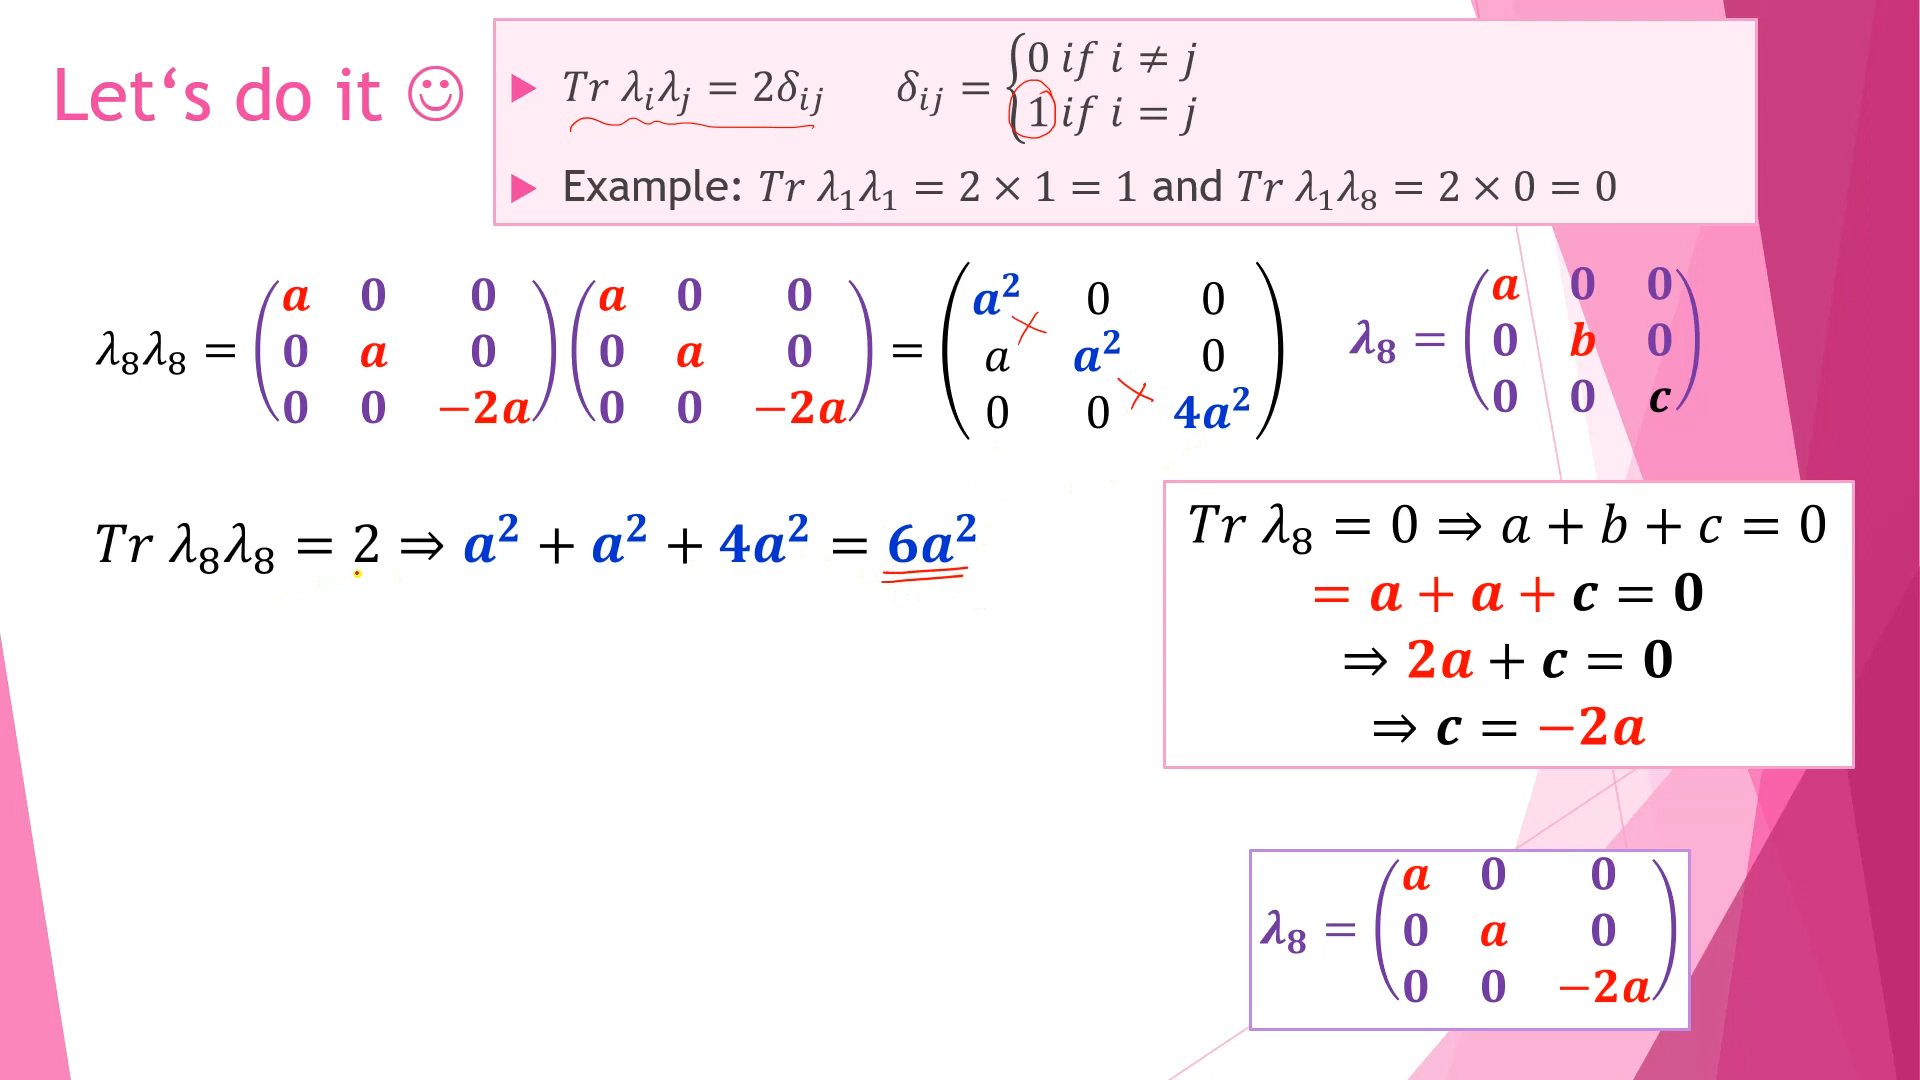 Let‘s do it ☺
▶ Tr λ₁λⱼ = 2δᵢⱼ δᵢⱼ = {0 if i ≠ j
{1 if i = j
▶ Example: Tr λ₁λ₁ = 2 × 1 = 1 and Tr λ₁λ₈ = 2 × 0 = 0
λ₈λ₈ = (a 0 0; 0 a 0; 0 0 −2a) (a 0 0; 0 a 0; 0 0 −2a) = (a² 0 0; a a² 0; 0 0 4a²)
λ₈ = (a 0 0; 0 b 0; 0 0 c)
Tr λ₈λ₈ = 2 ⇒ a² + a² + 4a² = 6a²
Tr λ₈ = 0 ⇒ a + b + c = 0
= a + a + c = 0
⇒ 2a + c = 0
⇒ c = −2a
λ₈ = (a 0 0; 0 a 0; 0 0 −2a)